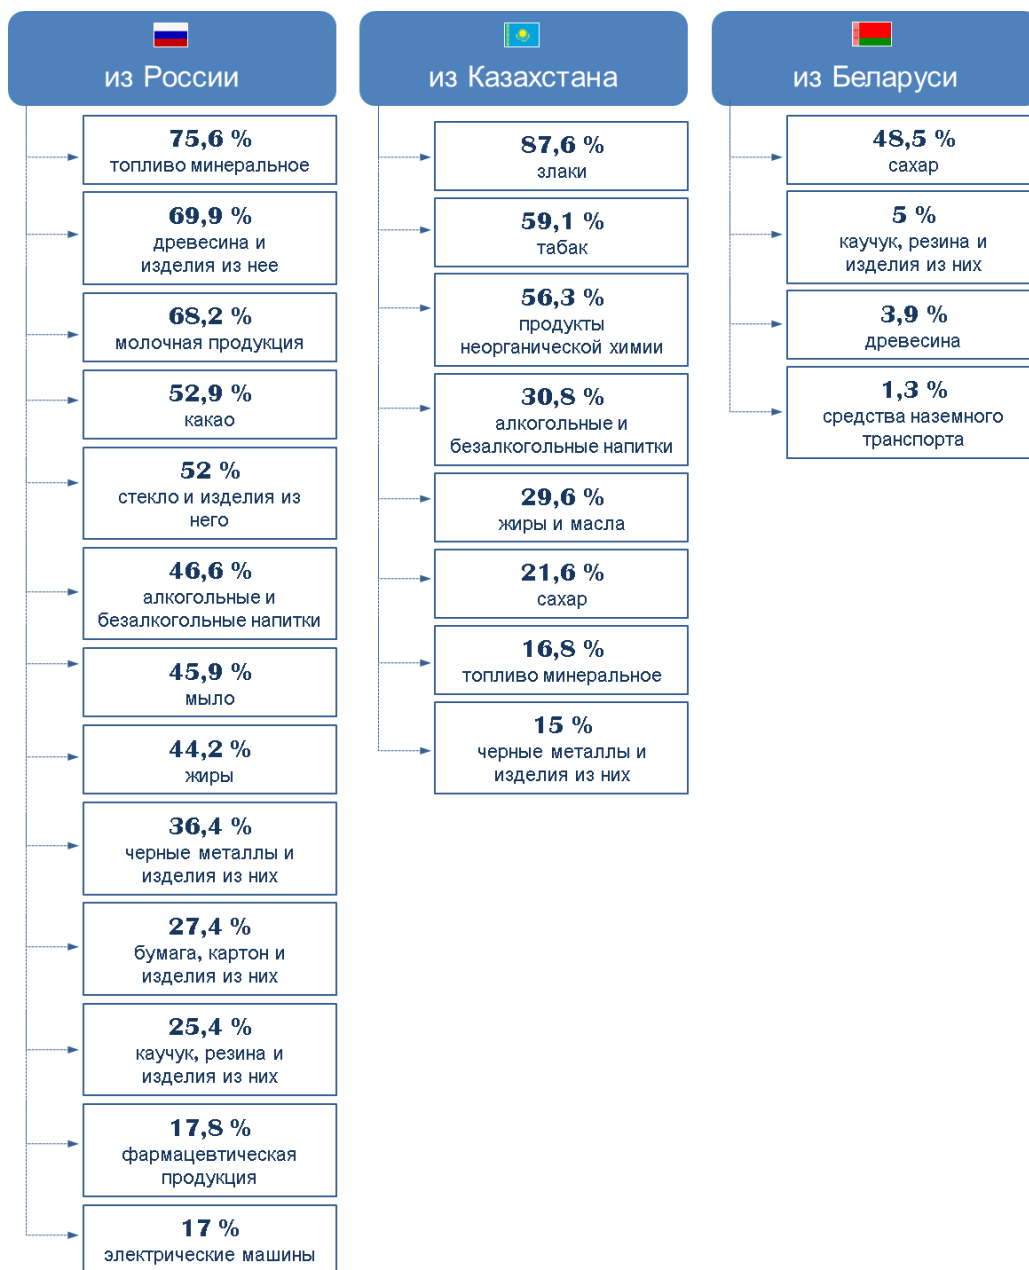 из России
75,6 %
топливо минеральное
69,9 %
древесина и
изделия из нее
68,2 %
молочная продукция
52,9 %
какао
52 %
стекло и изделия из
него
46,6 %
алкогольные и
безалкогольные напитки
45,9 %
мыло
44,2 %
жиры
36,4 %
черные металлы и
изделия из них
27,4 %
бумага, картон и
изделия из них
25,4 %
каучук, резина и
изделия из них
17,8 %
фармацевтическая
продукция
17 %
электрические машины
из Казахстана
87,6 %
злаки
59,1 %
табак
56,3 %
продукты
неорганической химии
30,8 %
алкогольные и
безалкогольные напитки
29,6 %
жиры и масла
21,6 %
сахар
16,8 %
топливо минеральное
15 %
черные металлы и
изделия из них
из Беларуси
48,5 %
сахар
5 %
каучук, резина и
изделия из них
3,9 %
древесина
1,3 %
средства наземного
транспорта